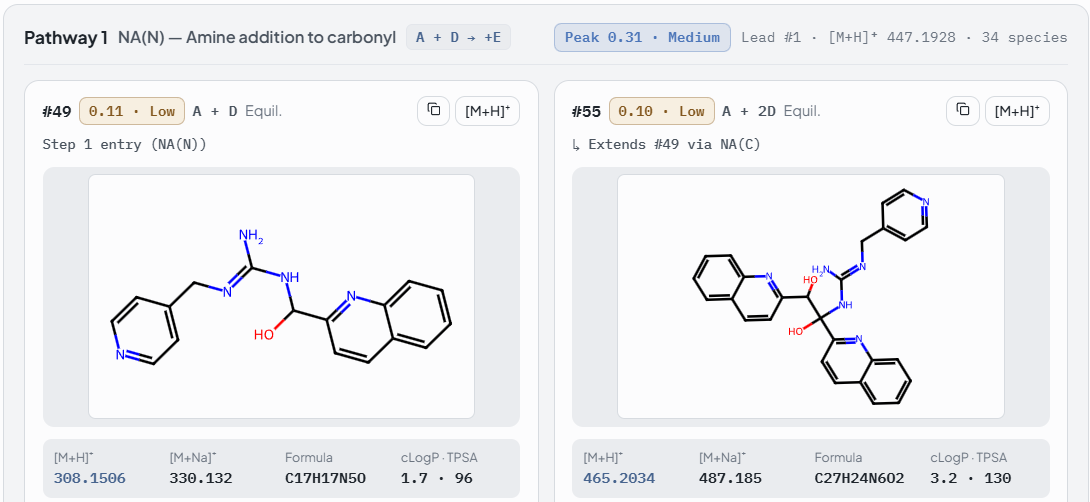 Pathway 1 NA(N) — Amine addition to carbonyl A + D → +E Peak 0.31 · Medium Lead #1 · [M+H]⁺ 447.1928 · 34 species
#49 0.11 · Low A + D Equil. [M+H]⁺
Step 1 entry (NA(N))
NH₂
NH
N
N
HO
N
[M+H]⁺ [M+Na]⁺ Formula cLogP · TPSA
308.1506 330.132 C17H17N5O 1.7 · 96
#55 0.10 · Low A + 2D Equil. [M+H]⁺
↳ Extends #49 via NA(C)
N
H₂N
N
N
HO
NH
HO
N
[M+H]⁺ [M+Na]⁺ Formula cLogP · TPSA
465.2034 487.185 C27H24N6O2 3.2 · 130